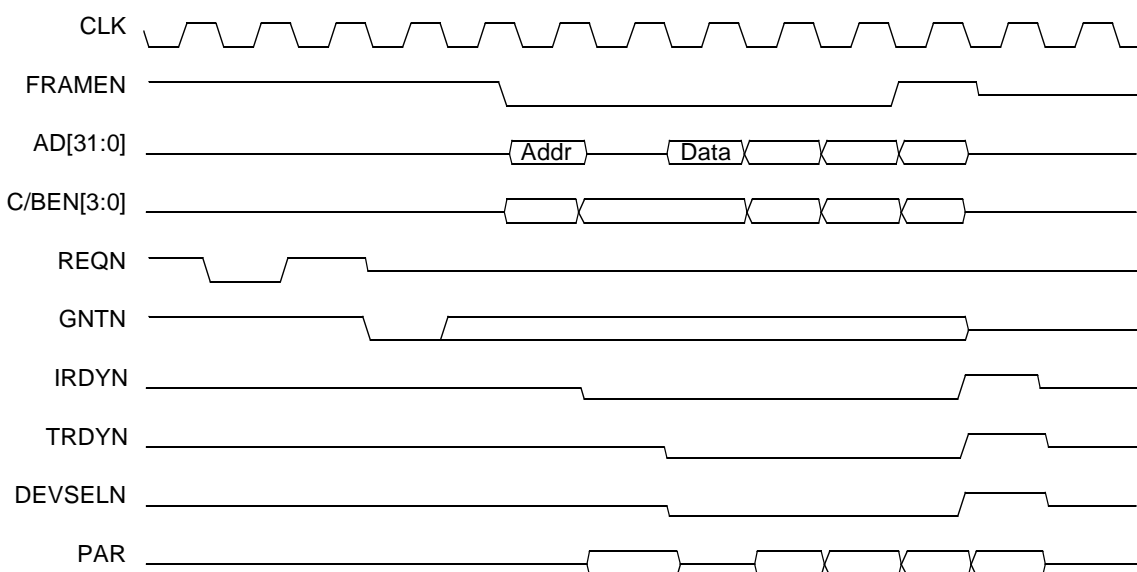 CLK
FRAMEN
AD[31:0] Addr Data
C/BEN[3:0]
REQN
GNTN
IRDYN
TRDYN
DEVSELN
PAR